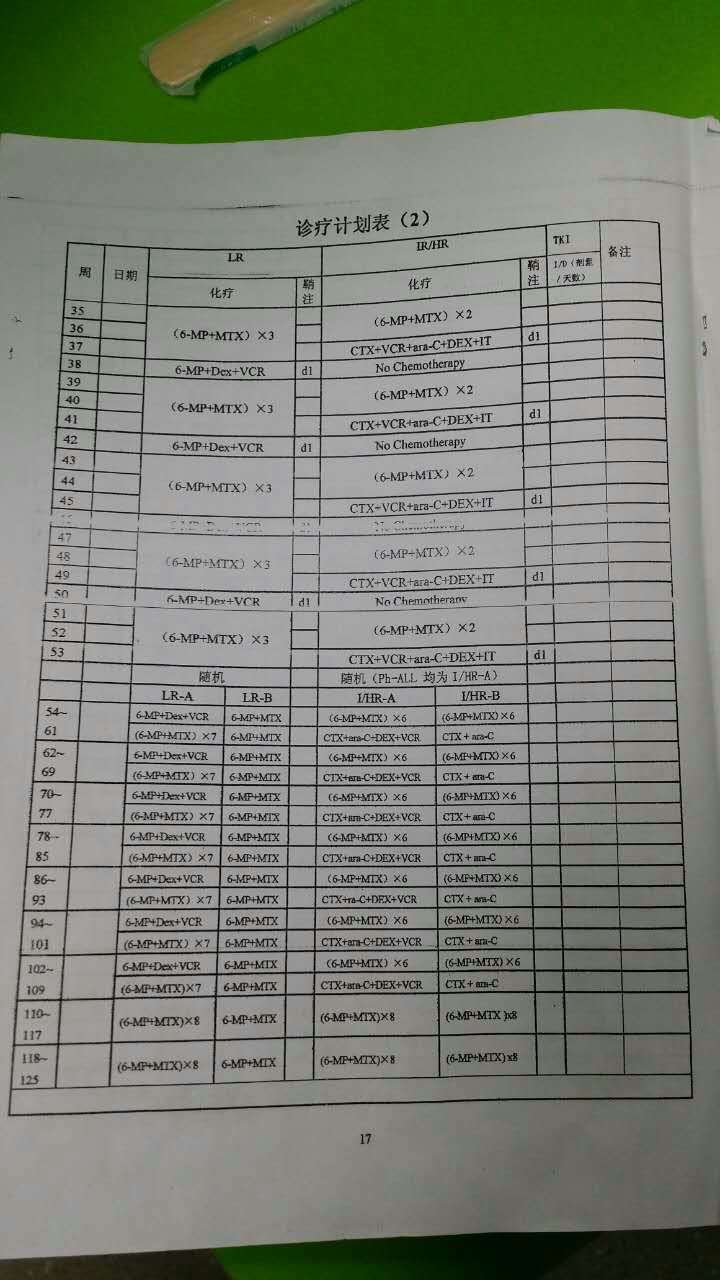 诊疗计划表（2）
周 日期 LR IR/HR TKI 备注
化疗 鞘注 化疗 鞘注 I/D（剂量/天数）
35 （6-MP+MTX）×3 （6-MP+MTX）×2
36
37 CTX+VCR+ara-C+DEX+IT d1
38 6-MP+Dex+VCR d1 No Chemotherapy
39 （6-MP+MTX）×3 （6-MP+MTX）×2
40
41 CTX+VCR+ara-C+DEX+IT d1
42 6-MP+Dex+VCR d1 No Chemotherapy
43 （6-MP+MTX）×3 （6-MP+MTX）×2
44
45 CTX+VCR+ara-C+DEX+IT d1
6-MP+Dex+VCR d1 No Chemotherapy
47 （6-MP+MTX）×3 （6-MP+MTX）×2
48
49 CTX+VCR+ara-C+DEX+IT d1
50 6-MP+Dex+VCR d1 No Chemotherapy
51 （6-MP+MTX）×3 （6-MP+MTX）×2
52
53 CTX+VCR+ara-C+DEX+IT d1
随机 随机（Ph-ALL 均为 I/HR-A）
LR-A LR-B I/HR-A I/HR-B
54~ 6-MP+Dex+VCR 6-MP+MTX （6-MP+MTX）×6 (6-MP+MTX)×6
61 (6-MP+MTX）×7 6-MP+MTX CTX+ara-C+DEX+VCR CTX + ara-C
62~ 6-MP+Dex+VCR 6-MP+MTX （6-MP+MTX）×6 (6-MP+MTX)×6
69 (6-MP+MTX）×7 6-MP+MTX CTX+ara-C+DEX+VCR CTX + ara-C
70~ 6-MP+Dex+VCR 6-MP+MTX （6-MP+MTX）×6 (6-MP+MTX)×6
77 (6-MP+MTX）×7 6-MP+MTX CTX+ara-C+DEX+VCR CTX + ara-C
78~ 6-MP+Dex+VCR 6-MP+MTX （6-MP+MTX）×6 (6-MP+MTX)×6
85 (6-MP+MTX）×7 6-MP+MTX CTX+ara-C+DEX+VCR CTX + ara-C
86~ 6-MP+Dex+VCR 6-MP+MTX （6-MP+MTX）×6 (6-MP+MTX)×6
93 (6-MP+MTX）×7 6-MP+MTX CTX+ra-C+DEX+VCR CTX + ara-C
94~ 6-MP+Dex+VCR 6-MP+MTX （6-MP+MTX）×6 (6-MP+MTX)×6
101 (6-MP+MTX）×7 6-MP+MTX CTX+ara-C+DEX+VCR CTX + ara-C
102~ 6-MP+Dex+VCR 6-MP+MTX （6-MP+MTX）×6 (6-MP+MTX)×6
109 (6-MP+MTX)×7 6-MP+MTX CTX+ara-C+DEX+VCR CTX + ara-C
110~ (6-MP+MTX)×8 6-MP+MTX (6-MP+MTX)×8 (6-MP+MTX )x8
117
118~ (6-MP+MTX)×8 6-MP+MTX (6-MP+MTX)×8 (6-MP+MTX) x8
125
17